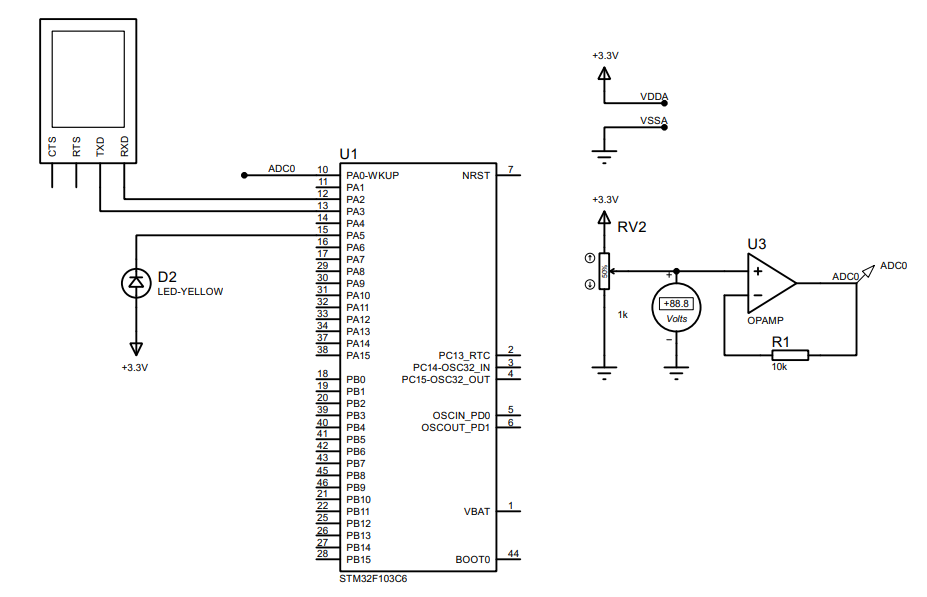 CTS
RTS
TXD
RXD
U1
ADC0
10 PA0-WKUP
11 PA1
12 PA2
13 PA3
14 PA4
15 PA5
16 PA6
17 PA7
29 PA8
30 PA9
31 PA10
32 PA11
33 PA12
34 PA13
37 PA14
38 PA15
18 PB0
19 PB1
20 PB2
39 PB3
40 PB4
41 PB5
42 PB6
43 PB7
45 PB8
46 PB9
21 PB10
22 PB11
25 PB12
26 PB13
27 PB14
28 PB15
NRST 7
PC13_RTC 2
PC14-OSC32_IN 3
PC15-OSC32_OUT 4
OSCIN_PD0 5
OSCOUT_PD1 6
VBAT 1
BOOT0 44
STM32F103C6
D2
LED-YELLOW
+3.3V
+3.3V
VDDA
VSSA
+3.3V
RV2
50%
1k
+
+88.8
Volts
−
U3
+
−
OPAMP
ADC0
ADC0
R1
10k